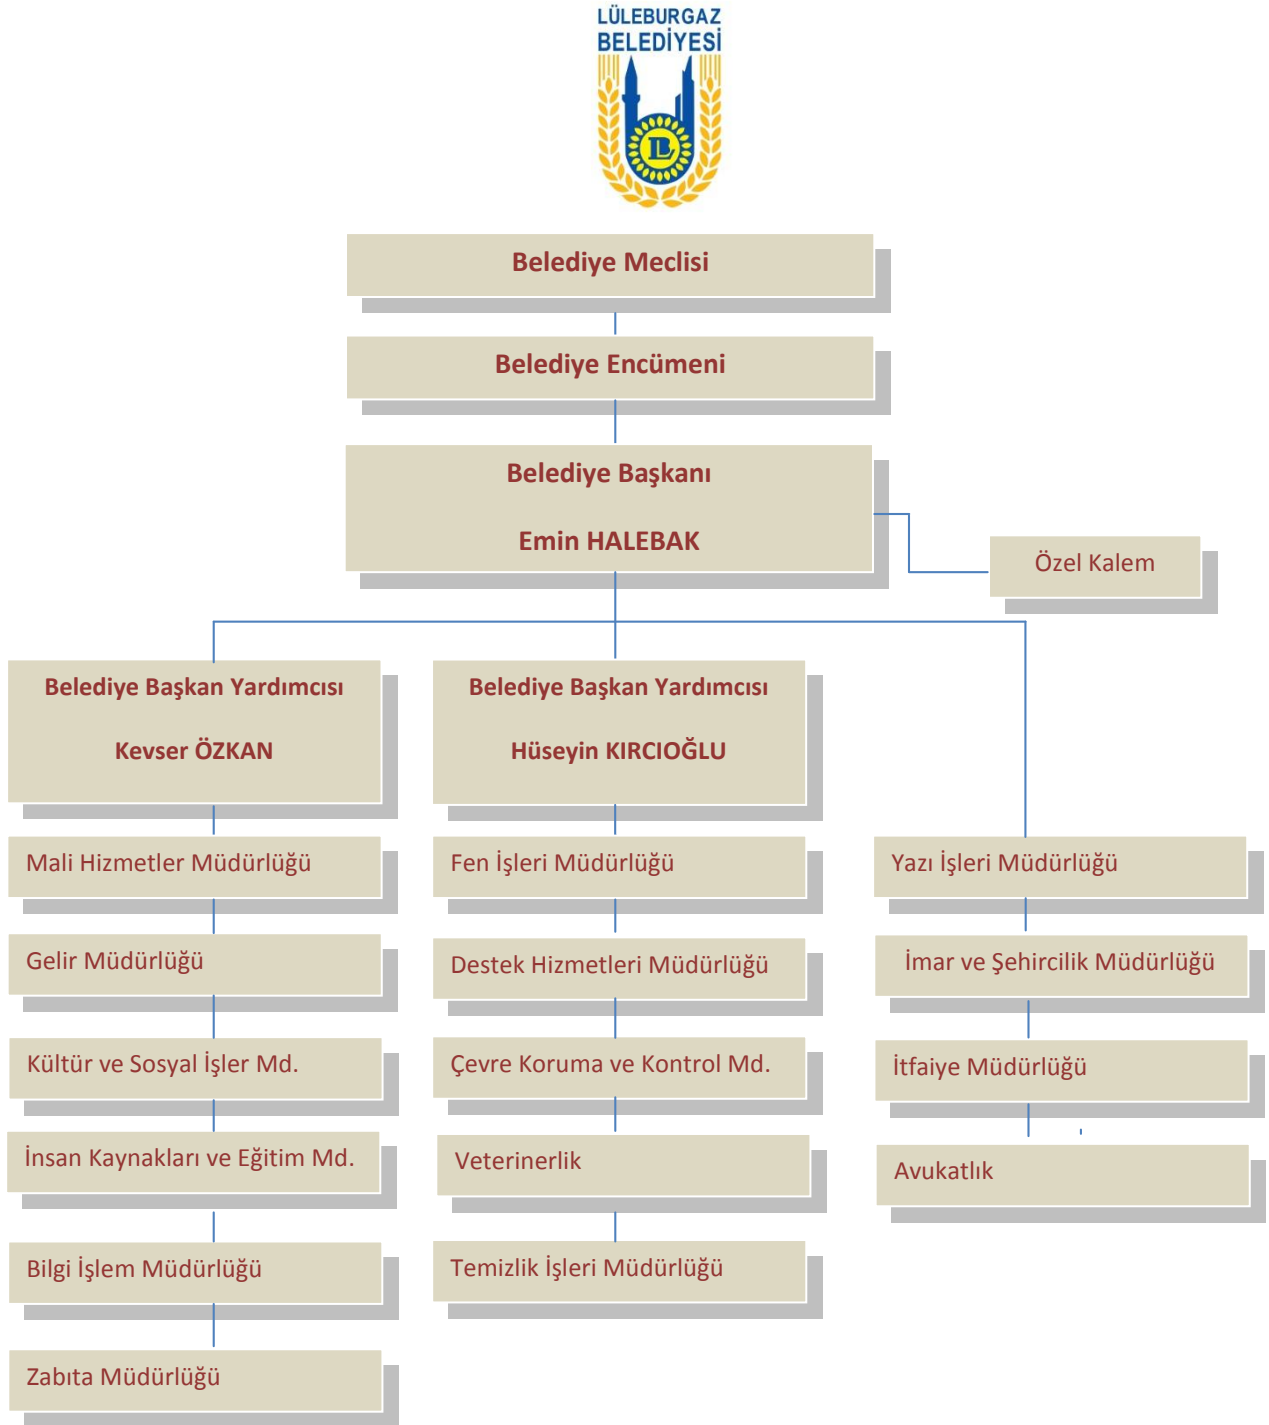 LÜLEBURGAZ
BELEDİYESİ
BL
Belediye Meclisi
Belediye Encümeni
Belediye Başkanı
Emin HALEBAK
Özel Kalem
Belediye Başkan Yardımcısı
Kevser ÖZKAN
Belediye Başkan Yardımcısı
Hüseyin KIRCIOĞLU
Mali Hizmetler Müdürlüğü
Gelir Müdürlüğü
Kültür ve Sosyal İşler Md.
İnsan Kaynakları ve Eğitim Md.
Bilgi İşlem Müdürlüğü
Zabıta Müdürlüğü
Fen İşleri Müdürlüğü
Destek Hizmetleri Müdürlüğü
Çevre Koruma ve Kontrol Md.
Veterinerlik
Temizlik İşleri Müdürlüğü
Yazı İşleri Müdürlüğü
İmar ve Şehircilik Müdürlüğü
İtfaiye Müdürlüğü
Avukatlık